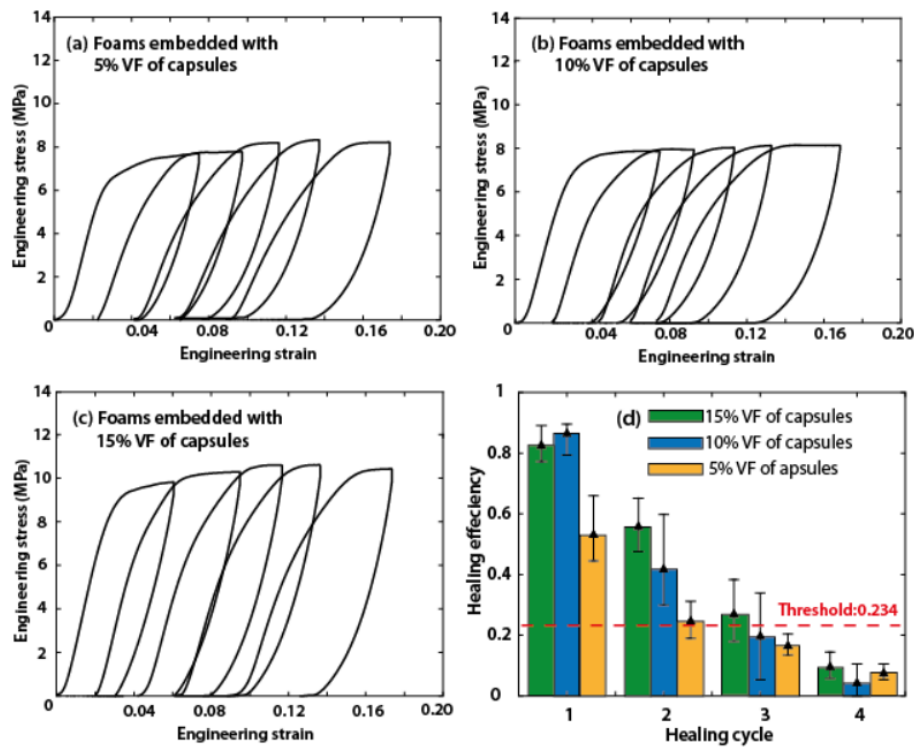 14
12
10
8
6
4
2
0
0
0.04
0.08
0.12
0.16
0.20
Engineering stress (MPa)
Engineering strain
(a) Foams embedded with
5% VF of capsules
14
12
10
8
6
4
2
0
0
0.04
0.08
0.12
0.16
0.20
Engineering stress (MPa)
Engineering strain
(b) Foams embedded with
10% VF of capsules
14
12
10
8
6
4
2
0
0
0.04
0.08
0.12
0.16
0.20
Engineering stress (MPa)
Engineering strain
(c) Foams embedded with
15% VF of capsules
1
0.8
0.6
0.4
0.2
0
1
2
3
4
Healing effeciency
Healing cycle
(d)
15% VF of capsules
10% VF of capsules
5% VF of apsules
Threshold:0.234